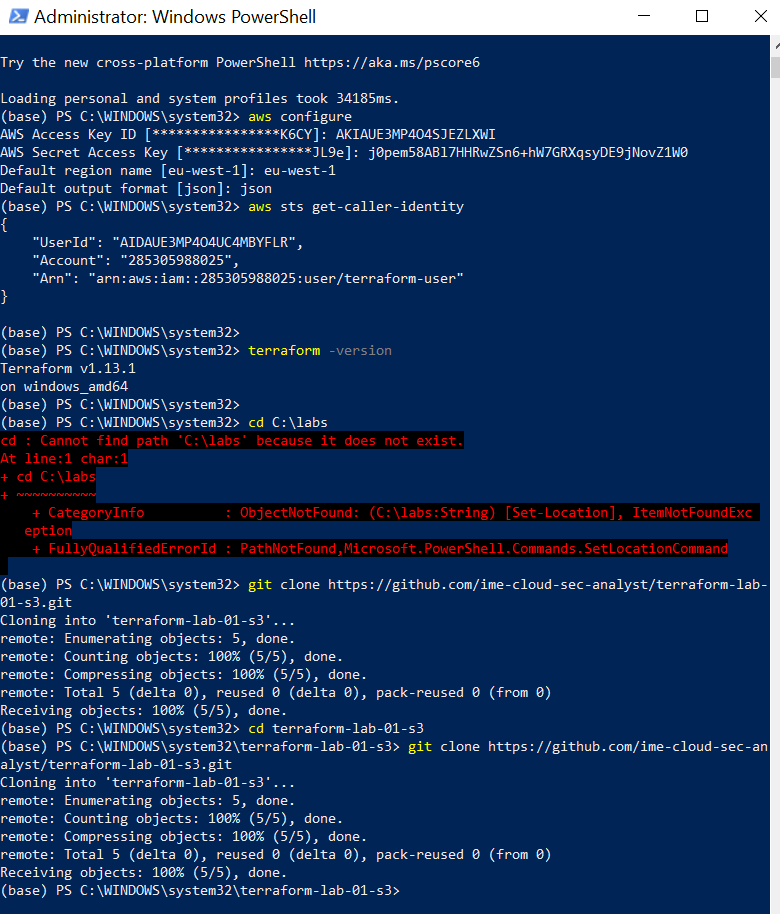 Administrator: Windows PowerShell
Try the new cross-platform PowerShell https://aka.ms/pscore6
Loading personal and system profiles took 34185ms.
(base) PS C:\WINDOWS\system32> aws configure
AWS Access Key ID [****************K6CY]: AKIAUE3MP4O4SJEZLXWI
AWS Secret Access Key [****************JL9e]: 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
Default region name [eu-west-1]: eu-west-1
Default output format [json]: json
(base) PS C:\WINDOWS\system32> aws sts get-caller-identity
{
    "UserId": "AIDAUE3MP4O4UC4MBYFLR",
    "Account": "285305988025",
    "Arn": "arn:aws:iam::285305988025:user/terraform-user"
}
(base) PS C:\WINDOWS\system32>
(base) PS C:\WINDOWS\system32> terraform -version
Terraform v1.13.1
on windows_amd64
(base) PS C:\WINDOWS\system32>
(base) PS C:\WINDOWS\system32> cd C:\labs
cd : Cannot find path 'C:\labs' because it does not exist.
At line:1 char:1
+ cd C:\labs
+ ~~~~~~~~~~
    + CategoryInfo          : ObjectNotFound: (C:\labs:String) [Set-Location], ItemNotFoundExc
   eption
    + FullyQualifiedErrorId : PathNotFound,Microsoft.PowerShell.Commands.SetLocationCommand
(base) PS C:\WINDOWS\system32> git clone https://github.com/ime-cloud-sec-analyst/terraform-lab-
01-s3.git
Cloning into 'terraform-lab-01-s3'...
remote: Enumerating objects: 5, done.
remote: Counting objects: 100% (5/5), done.
remote: Compressing objects: 100% (5/5), done.
remote: Total 5 (delta 0), reused 0 (delta 0), pack-reused 0 (from 0)
Receiving objects: 100% (5/5), done.
(base) PS C:\WINDOWS\system32> cd terraform-lab-01-s3
(base) PS C:\WINDOWS\system32\terraform-lab-01-s3> git clone https://github.com/ime-cloud-sec-an
alyst/terraform-lab-01-s3.git
Cloning into 'terraform-lab-01-s3'...
remote: Enumerating objects: 5, done.
remote: Counting objects: 100% (5/5), done.
remote: Compressing objects: 100% (5/5), done.
remote: Total 5 (delta 0), reused 0 (delta 0), pack-reused 0 (from 0)
Receiving objects: 100% (5/5), done.
(base) PS C:\WINDOWS\system32\terraform-lab-01-s3>